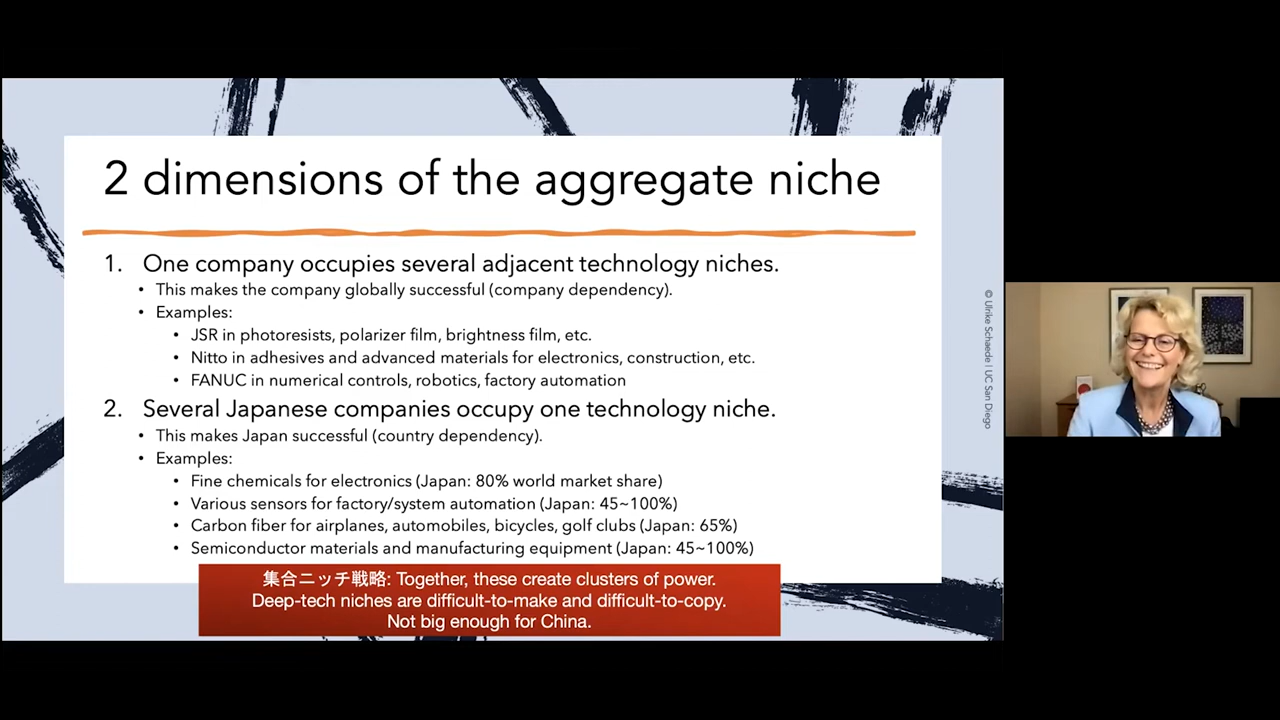 2 dimensions of the aggregate niche
1. One company occupies several adjacent technology niches.
• This makes the company globally successful (company dependency).
• Examples:
• JSR in photoresists, polarizer film, brightness film, etc.
• Nitto in adhesives and advanced materials for electronics, construction, etc.
• FANUC in numerical controls, robotics, factory automation
2. Several Japanese companies occupy one technology niche.
• This makes Japan successful (country dependency).
• Examples:
• Fine chemicals for electronics (Japan: 80% world market share)
• Various sensors for factory/system automation (Japan: 45~100%)
• Carbon fiber for airplanes, automobiles, bicycles, golf clubs (Japan: 65%)
• Semiconductor materials and manufacturing equipment (Japan: 45~100%)
集合ニッチ戦略: Together, these create clusters of power.
Deep-tech niches are difficult-to-make and difficult-to-copy.
Not big enough for China.
© Ulrike Schaede | UC San Diego